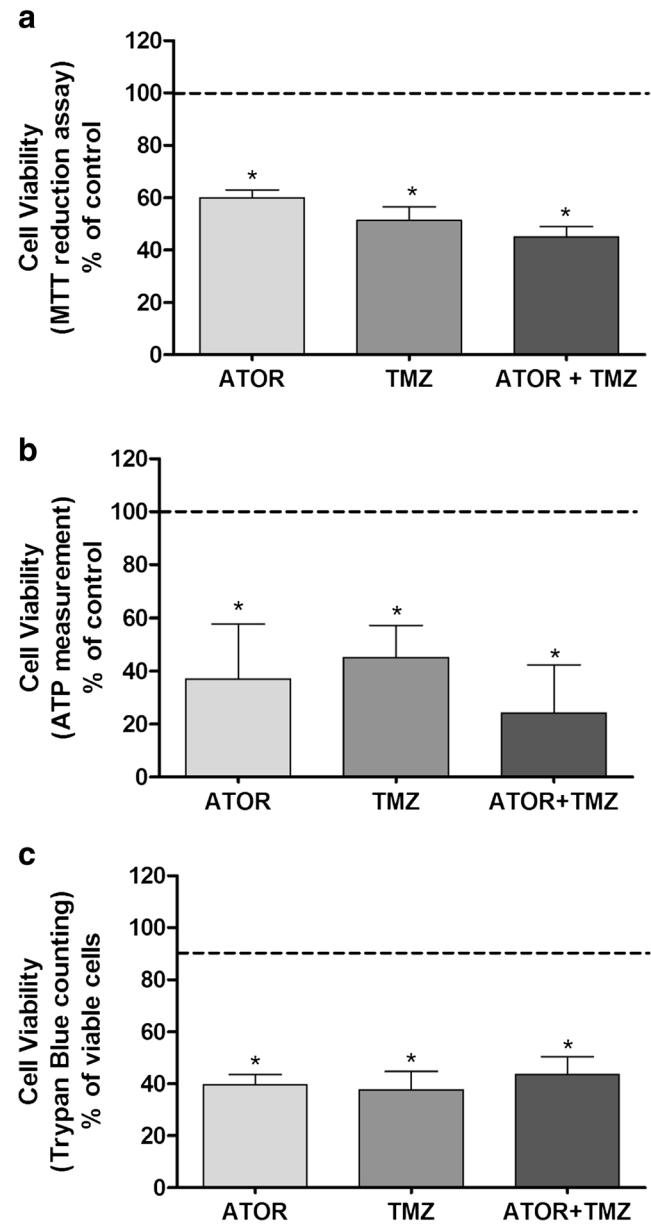 a
Cell Viability
(MTT reduction assay)
% of control
120
100
80
60
40
20
0
* * *
ATOR TMZ ATOR + TMZ
b
Cell Viability
(ATP measurement)
% of control
120
100
80
60
40
20
0
* * *
ATOR TMZ ATOR+TMZ
c
Cell Viability
(Trypan Blue counting)
% of viable cells
120
100
80
60
40
20
0
* * *
ATOR TMZ ATOR+TMZ